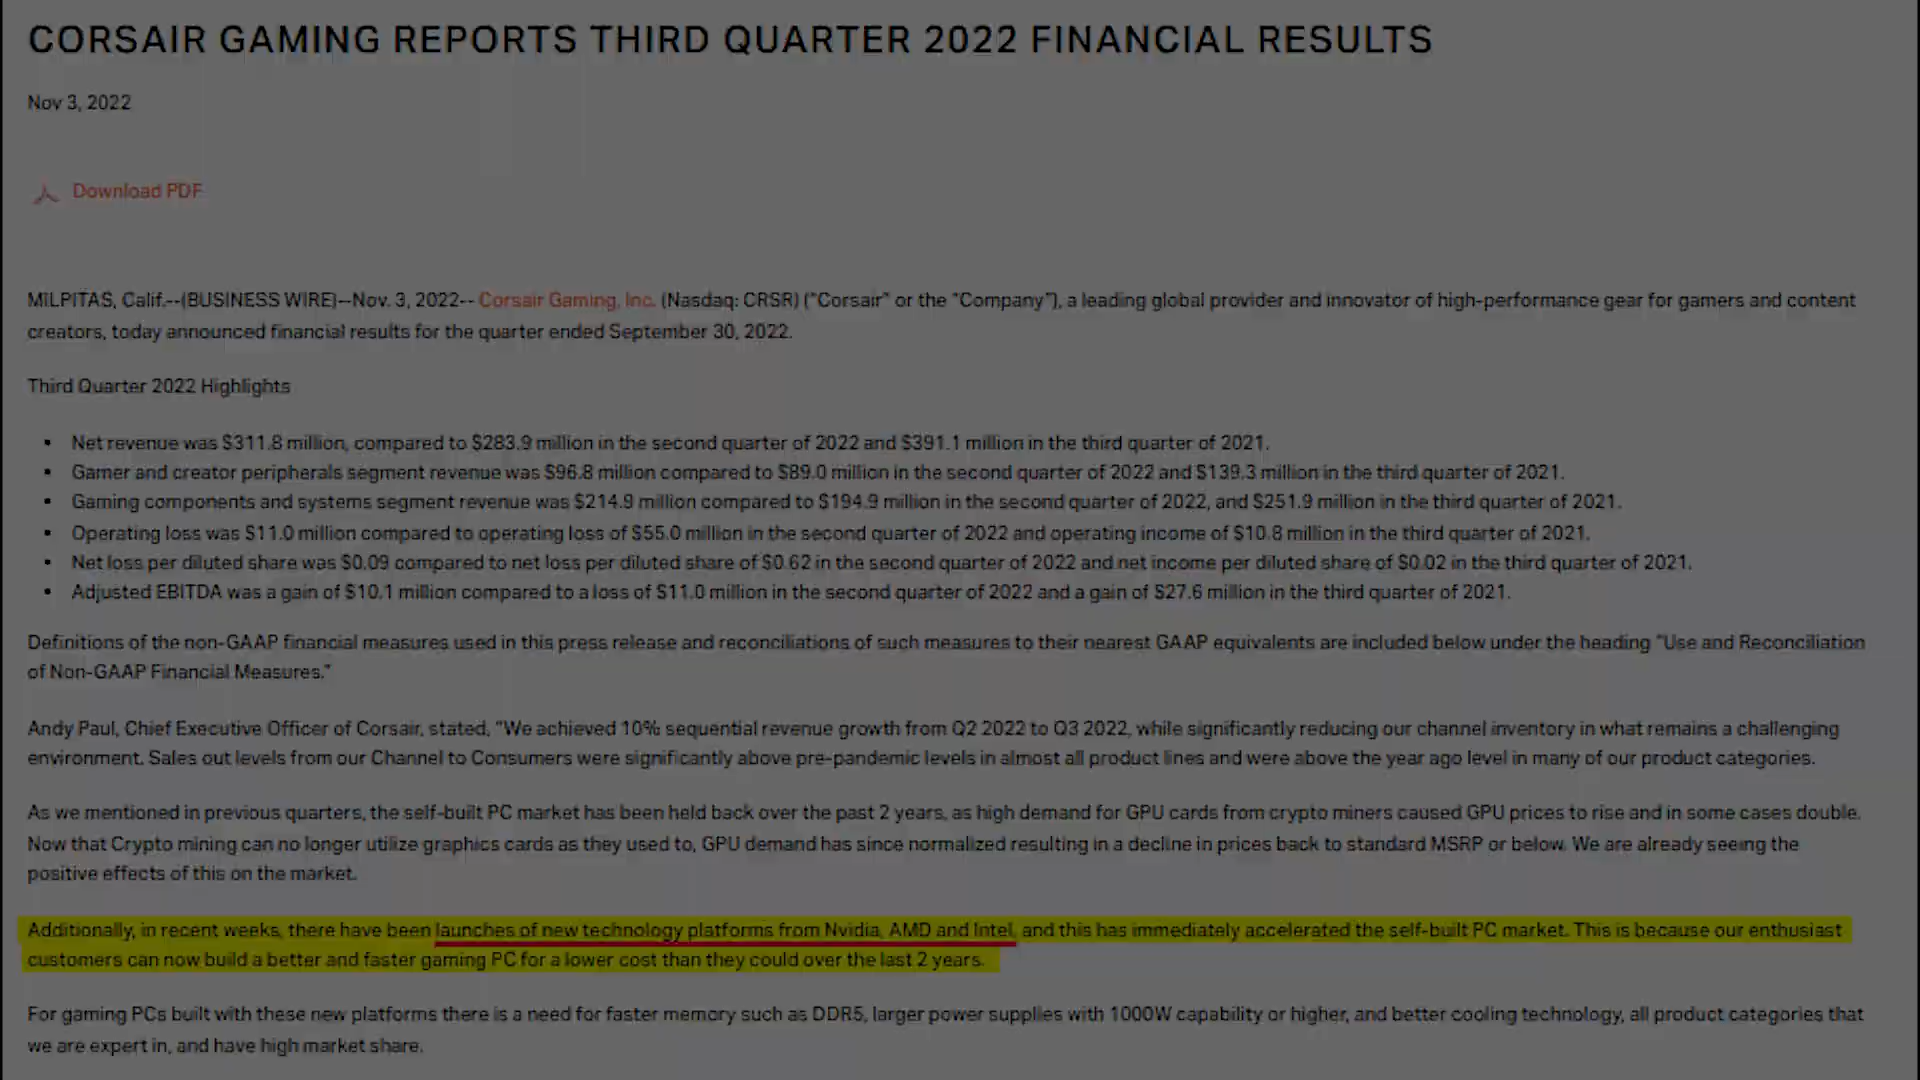 CORSAIR GAMING REPORTS THIRD QUARTER 2022 FINANCIAL RESULTS
Nov 3, 2022
Download PDF
MILPITAS, Calif.--(BUSINESS WIRE)--Nov. 3, 2022-- Corsair Gaming, Inc. (Nasdaq: CRSR) ("Corsair" or the "Company"), a leading global provider and innovator of high-performance gear for gamers and content
creators, today announced financial results for the quarter ended September 30, 2022.
Third Quarter 2022 Highlights
▪ Net revenue was $311.8 million, compared to $283.9 million in the second quarter of 2022 and $391.1 million in the third quarter of 2021.
▪ Gamer and creator peripherals segment revenue was $96.8 million compared to $89.0 million in the second quarter of 2022 and $139.3 million in the third quarter of 2021.
▪ Gaming components and systems segment revenue was $214.9 million compared to $194.9 million in the second quarter of 2022, and $251.9 million in the third quarter of 2021.
▪ Operating loss was $11.0 million compared to operating loss of $55.0 million in the second quarter of 2022 and operating income of $10.8 million in the third quarter of 2021.
▪ Net loss per diluted share was $0.09 compared to net loss per diluted share of $0.62 in the second quarter of 2022 and net income per diluted share of $0.02 in the third quarter of 2021.
▪ Adjusted EBITDA was a gain of $10.1 million compared to a loss of $11.0 million in the second quarter of 2022 and a gain of $27.6 million in the third quarter of 2021.
Definitions of the non-GAAP financial measures used in this press release and reconciliations of such measures to their nearest GAAP equivalents are included below under the heading "Use and Reconciliation
of Non-GAAP Financial Measures."
Andy Paul, Chief Executive Officer of Corsair, stated, "We achieved 10% sequential revenue growth from Q2 2022 to Q3 2022, while significantly reducing our channel inventory in what remains a challenging
environment. Sales out levels from our Channel to Consumers were significantly above pre-pandemic levels in almost all product lines and were above the year ago level in many of our product categories.
As we mentioned in previous quarters, the self-built PC market has been held back over the past 2 years, as high demand for GPU cards from crypto miners caused GPU prices to rise and in some cases double.
Now that Crypto mining can no longer utilize graphics cards as they used to, GPU demand has since normalized resulting in a decline in prices back to standard MSRP or below. We are already seeing the
positive effects of this on the market.
Additionally, in recent weeks, there have been launches of new technology platforms from Nvidia, AMD and Intel, and this has immediately accelerated the self-built PC market. This is because our enthusiast
customers can now build a better and faster gaming PC for a lower cost than they could over the last 2 years.
For gaming PCs built with these new platforms there is a need for faster memory such as DDR5, larger power supplies with 1000W capability or higher, and better cooling technology, all product categories that
we are expert in, and have high market share.